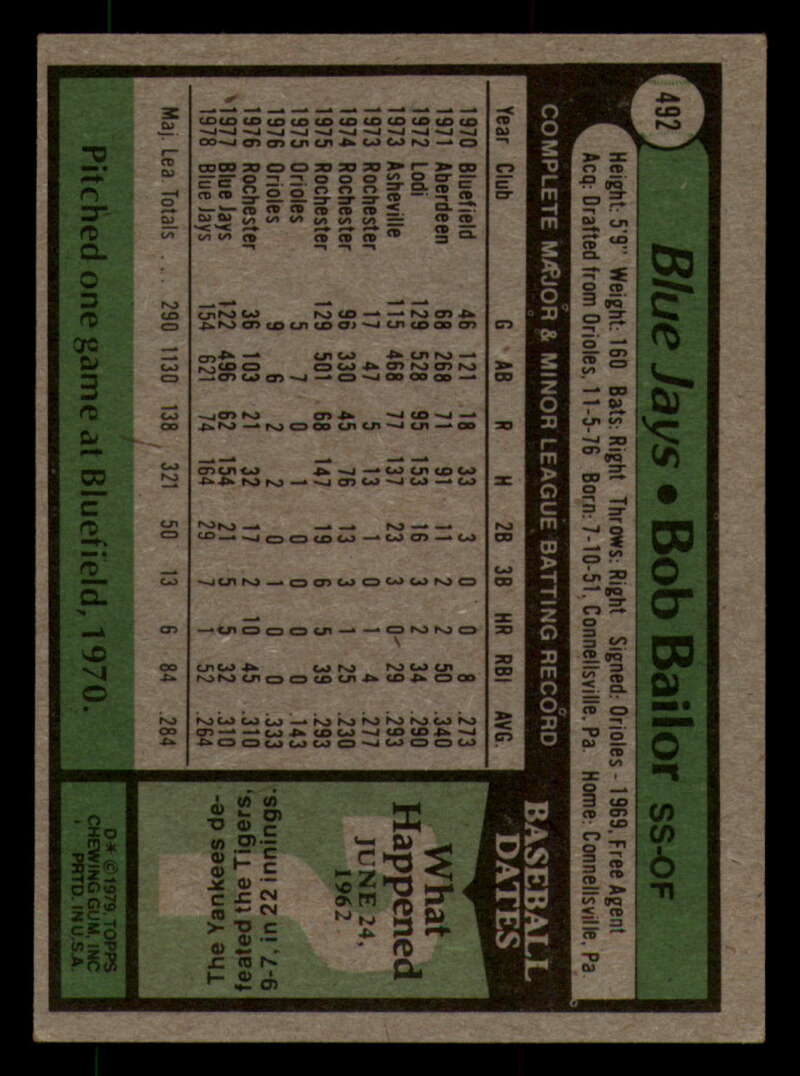 492
Blue Jays • Bob Bailor SS-OF
Height: 5'9" Weight: 160 Bats: Right Throws: Right Signed: Orioles - 1969, Free Agent
Acq: Drafted from Orioles, 11-5-76 Born: 7-10-51, Connellsville, Pa. Home: Connellsville, Pa.
COMPLETE MAJOR & MINOR LEAGUE BATTING RECORD
Year Club G AB R H 2B 3B HR RBI AVG.
1970 Bluefield 46 121 18 33 3 0 0 8 .273
1971 Aberdeen 68 268 71 91 11 2 2 50 .340
1972 Lodi 129 528 95 153 16 3 2 34 .290
1973 Asheville 115 468 77 137 23 3 0 29 .293
1973 Rochester 17 47 5 13 1 0 1 4 .277
1974 Rochester 96 330 45 76 13 3 1 25 .230
1975 Rochester 129 501 68 147 19 6 5 39 .293
1975 Orioles 5 7 0 1 0 0 0 0 .143
1976 Orioles 9 6 2 2 0 1 0 0 .333
1976 Rochester 36 103 21 32 17 2 10 45 .310
1977 Blue Jays 122 496 62 154 21 5 5 32 .310
1978 Blue Jays 154 621 74 164 29 7 1 52 .264
Maj. Lea. Totals . . . 290 1130 138 321 50 13 6 84 .284
Pitched one game at Bluefield, 1970.
BASEBALL
DATES
What
Happened
JUNE 24,
1962
The Yankees de-
feated the Tigers,
9-7, in 22 innings.
D* ©1979, TOPPS
CHEWING GUM, INC.
PRTD. IN U.S.A.